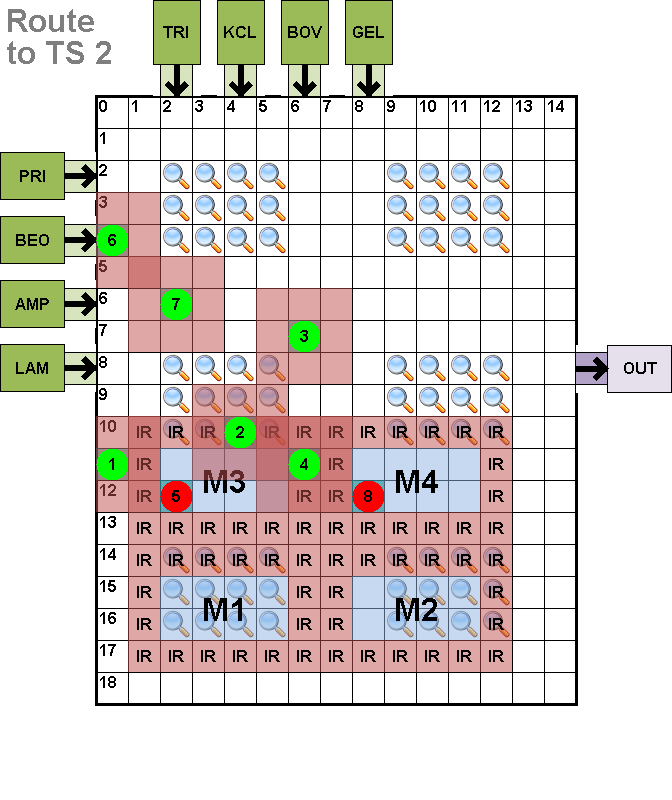 Route
to TS 2
TRI KCL BOV GEL
0 1 2 3 4 5 6 7 8 9 10 11 12 13 14
1
PRI 2
3
BEO 6
5
AMP 6 7
7 3
LAM 8 OUT
9
10 IR IR IR 2 IR IR IR IR IR IR IR IR
1 IR 4 IR IR
M3 M4
12 IR 5 IR IR 8 IR
13 IR IR IR IR IR IR IR IR IR IR IR IR
14 IR IR IR IR IR IR IR IR IR IR IR IR
15 IR IR IR IR
M1 M2
16 IR IR IR IR
17 IR IR IR IR IR IR IR IR IR IR IR IR
18